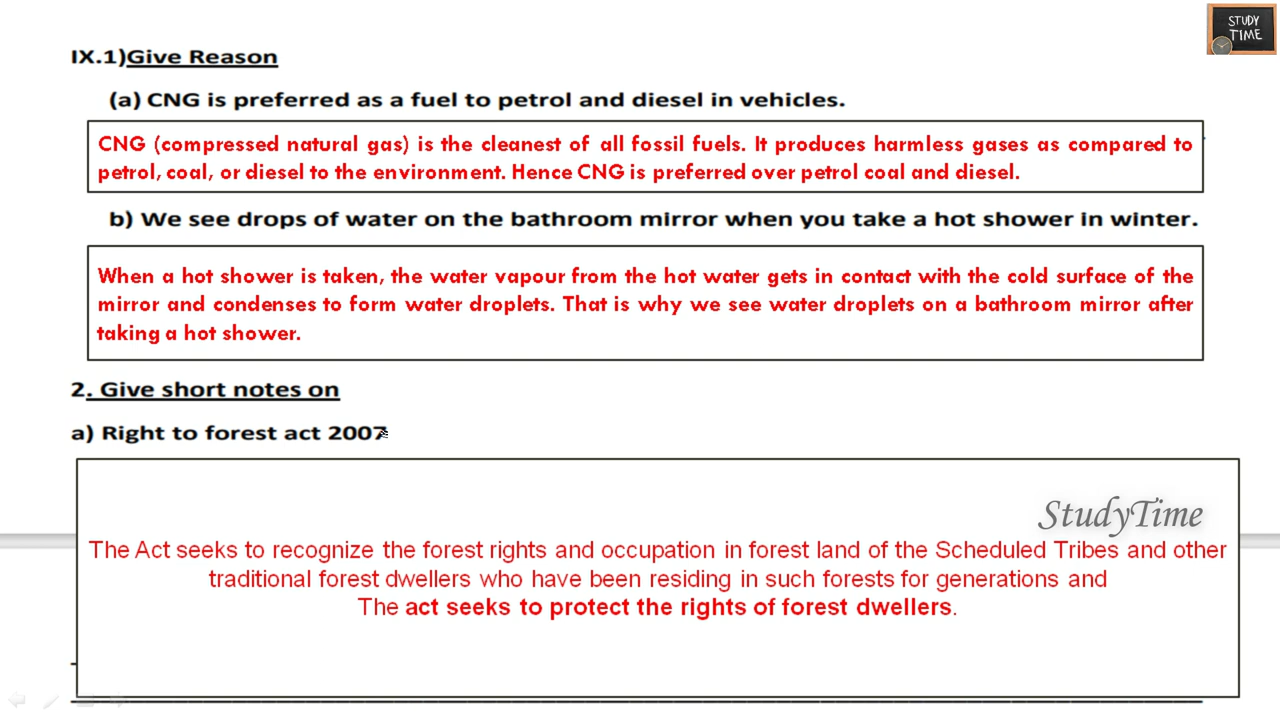 STUDY
TIME
IX.1)Give Reason
(a) CNG is preferred as a fuel to petrol and diesel in vehicles.
CNG (compressed natural gas) is the cleanest of all fossil fuels. It produces harmless gases as compared to
petrol, coal, or diesel to the environment. Hence CNG is preferred over petrol coal and diesel.
b) We see drops of water on the bathroom mirror when you take a hot shower in winter.
When a hot shower is taken, the water vapour from the hot water gets in contact with the cold surface of the
mirror and condenses to form water droplets. That is why we see water droplets on a bathroom mirror after
taking a hot shower.
2. Give short notes on
a) Right to forest act 2007
StudyTime
The Act seeks to recognize the forest rights and occupation in forest land of the Scheduled Tribes and other
traditional forest dwellers who have been residing in such forests for generations and
The act seeks to protect the rights of forest dwellers.